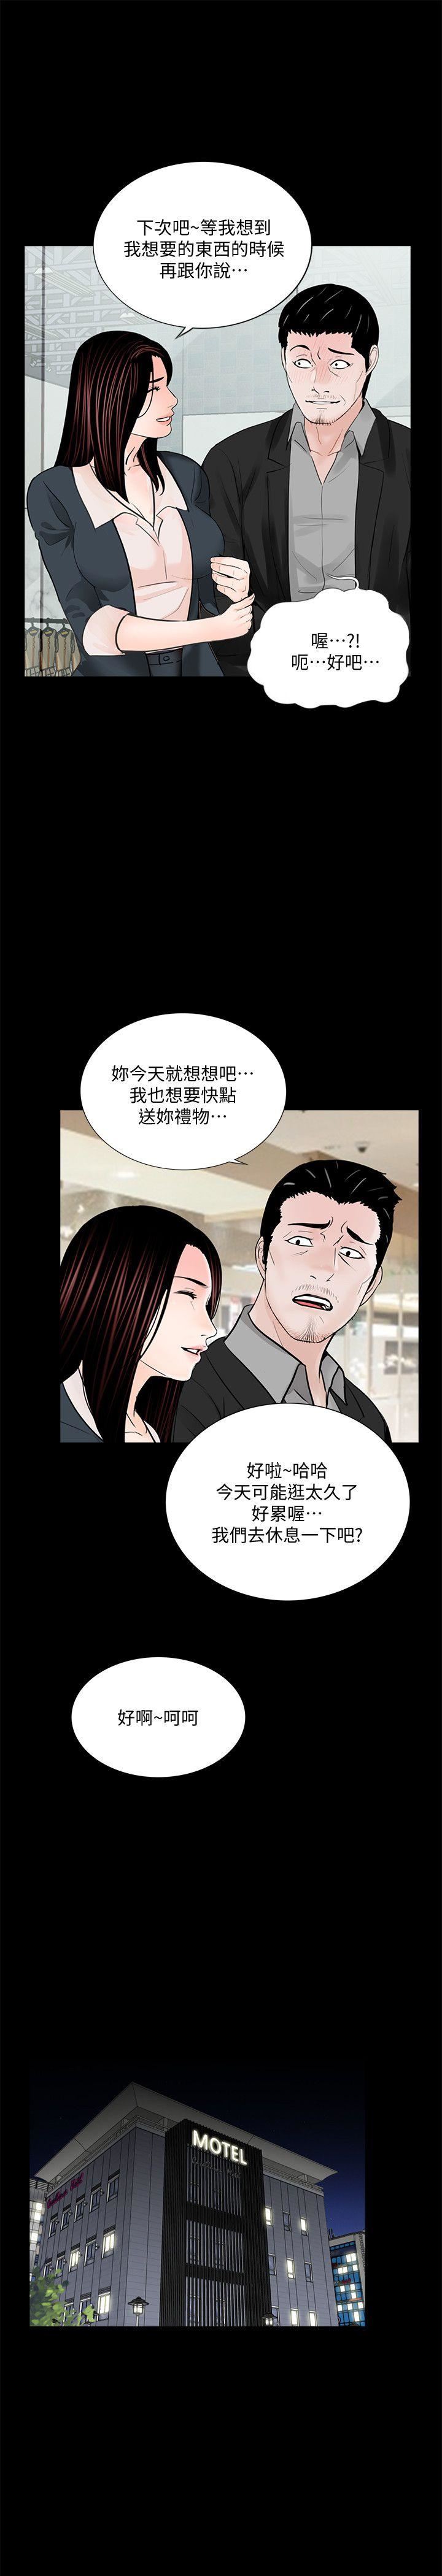 下次吧~等我想到
我想要的東西的時候
再跟你說⋯
喔⋯?!
呃⋯好吧⋯
妳今天就想想吧⋯
我也想要快點
送妳禮物⋯
好啦~哈哈
今天可能逛太久了
好累喔⋯
我們去休息一下吧?
好啊~呵呵
MOTEL